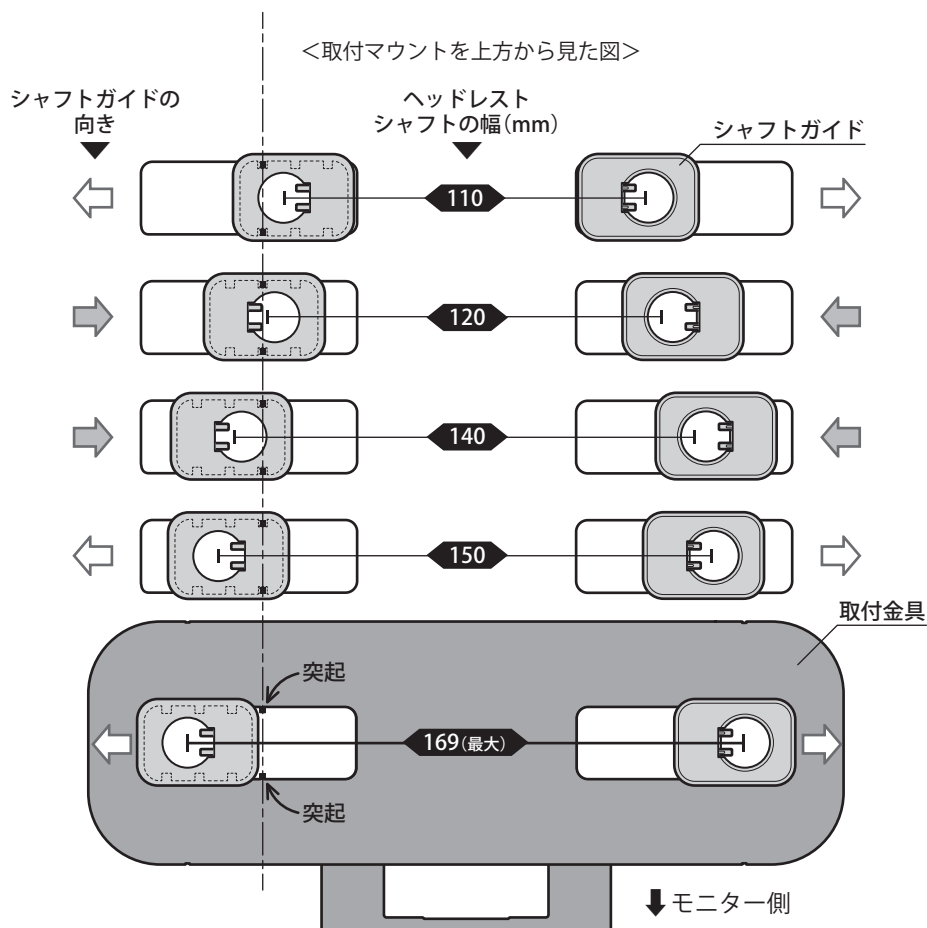 ＜取付マウントを上方から見た図＞
シャフトガイドの
向き
ヘッドレスト
シャフトの幅（mm）
シャフトガイド
110
120
140
150
取付金具
突起
169（最大）
突起
モニター側